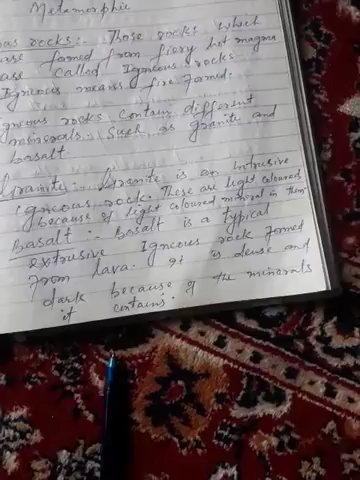 Metamorphic
ous rocks:- Those rocks which
are formed from fiery hot magma
are called Igneous rocks
Igneous means fire formed.
gneous rocks contain different
minerals. Such as granite and
basalt
Granite :- Granite is an intrusive
Igneous rock. These are light coloured
because of light coloured mineral in them
Basalt :- Basalt is a typical
extrusive Igneous rock formed
from lava. It is dense and
dark because of the minerals
it contains.